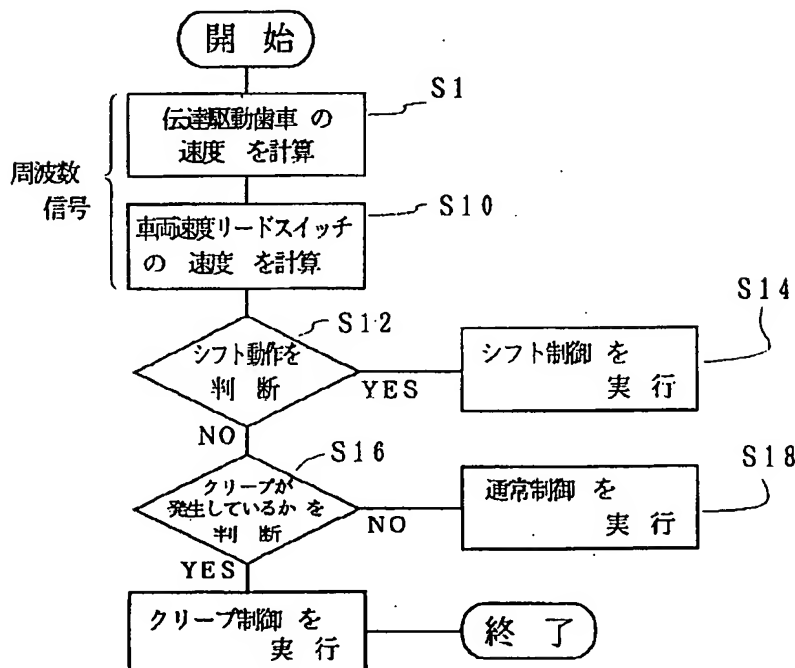 開 始
S1
伝達駆動歯車 の
速度 を計算
周波数
信号
S10
車両速度リードスイッチ
の 速度 を計算
S12
シフト動作を
判 断
YES
NO
S14
シフト制御 を
実 行
S16
クリープが
発生しているか を
判 断
NO
YES
S18
通常制御 を
実 行
クリープ制御 を
実 行
終 了